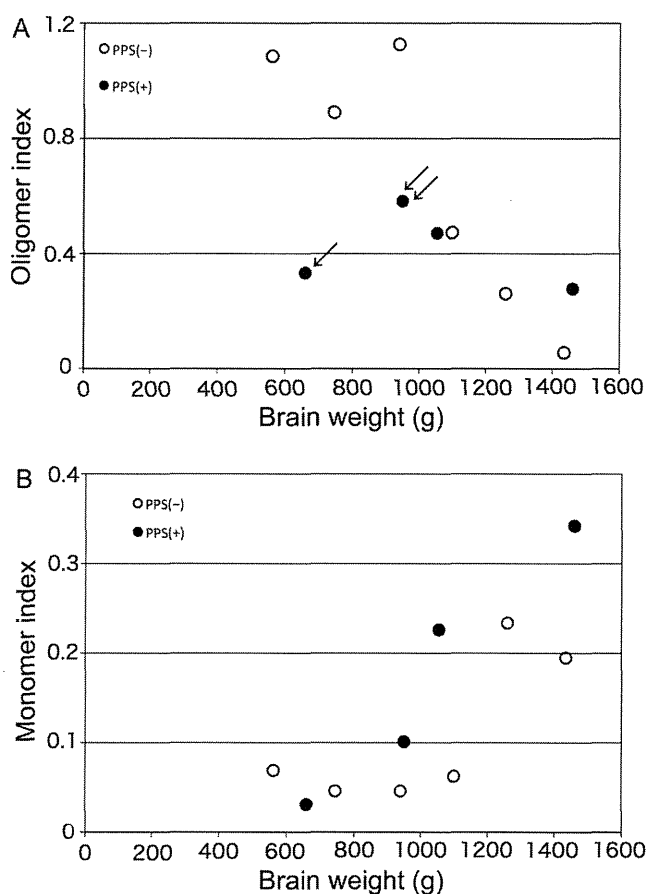 A
1.2
PPS(−)
PPS(+)
0.8
Oligomer index
0.4
0
0 200 400 600 800 1000 1200 1400 1600
Brain weight (g)
B
0.4
PPS(−)
PPS(+)
0.3
Monomer index
0.2
0.1
0
0 200 400 600 800 1000 1200 1400 1600
Brain weight (g)